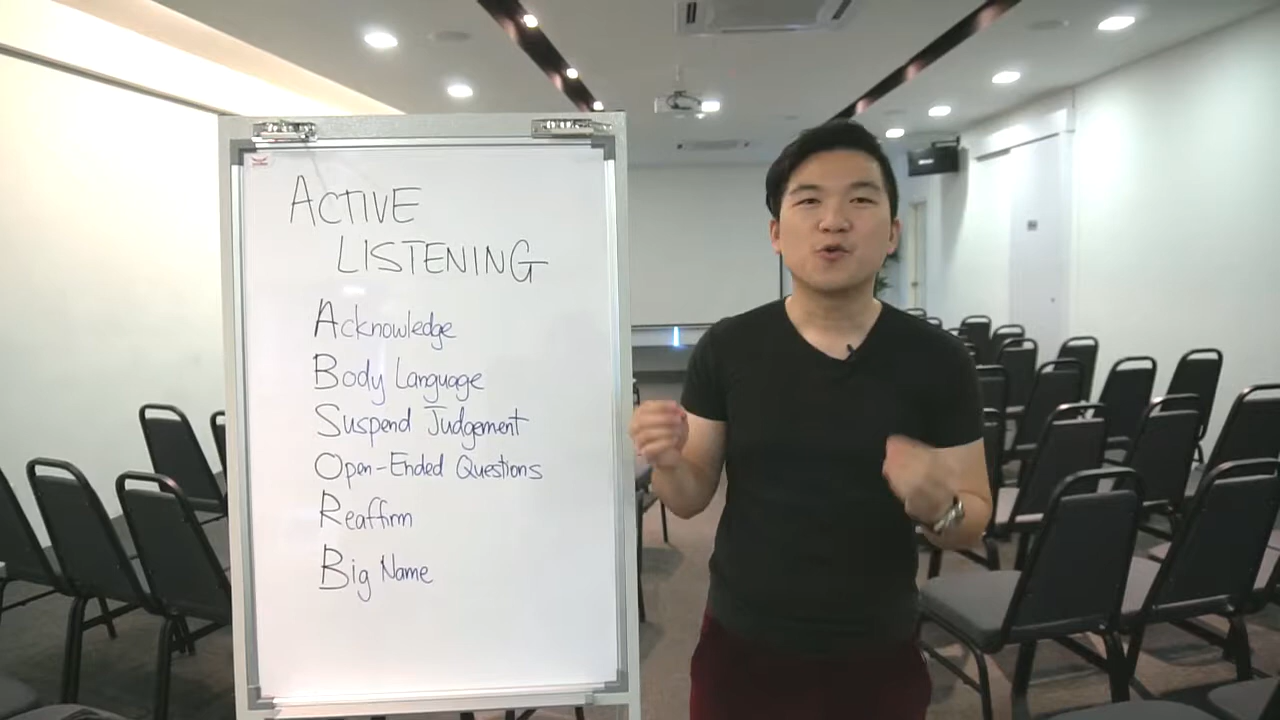 ACTIVE
LISTENING
Acknowledge
Body Language
Suspend Judgement
Open-Ended Questions
Reaffirm
Big Name